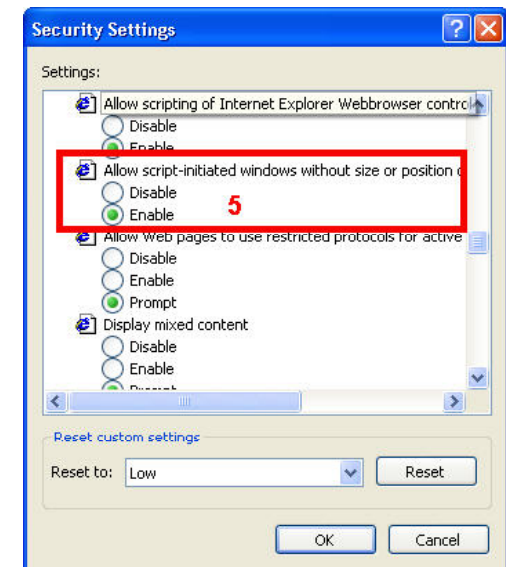 Security Settings
Settings:
Allow scripting of Internet Explorer Webbrowser contro
Disable
Enable
Allow script-initiated windows without size or position c
Disable
Enable
5
Allow Web pages to use restricted protocols for active
Disable
Enable
Prompt
Display mixed content
Disable
Enable
Prompt
Reset custom settings
Reset to: Low Reset
OK Cancel